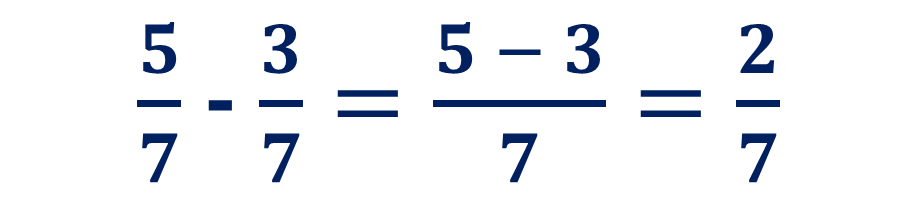 5/7 - 3/7 = (5 – 3)/7 = 2/7